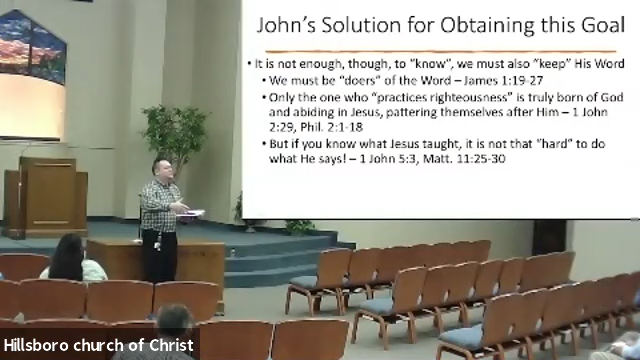 John's Solution for Obtaining this Goal
• It is not enough, though, to "know", we must also "keep" His Word
• We must be "doers" of the Word – James 1:19-27
• Only the one who "practices righteousness" is truly born of God
and abiding in Jesus, pattering themselves after Him – 1 John
2:29, Phil. 2:1-18
• But if you know what Jesus taught, it is not that "hard" to do
what He says! – 1 John 5:3, Matt. 11:25-30
Hillsboro church of Christ